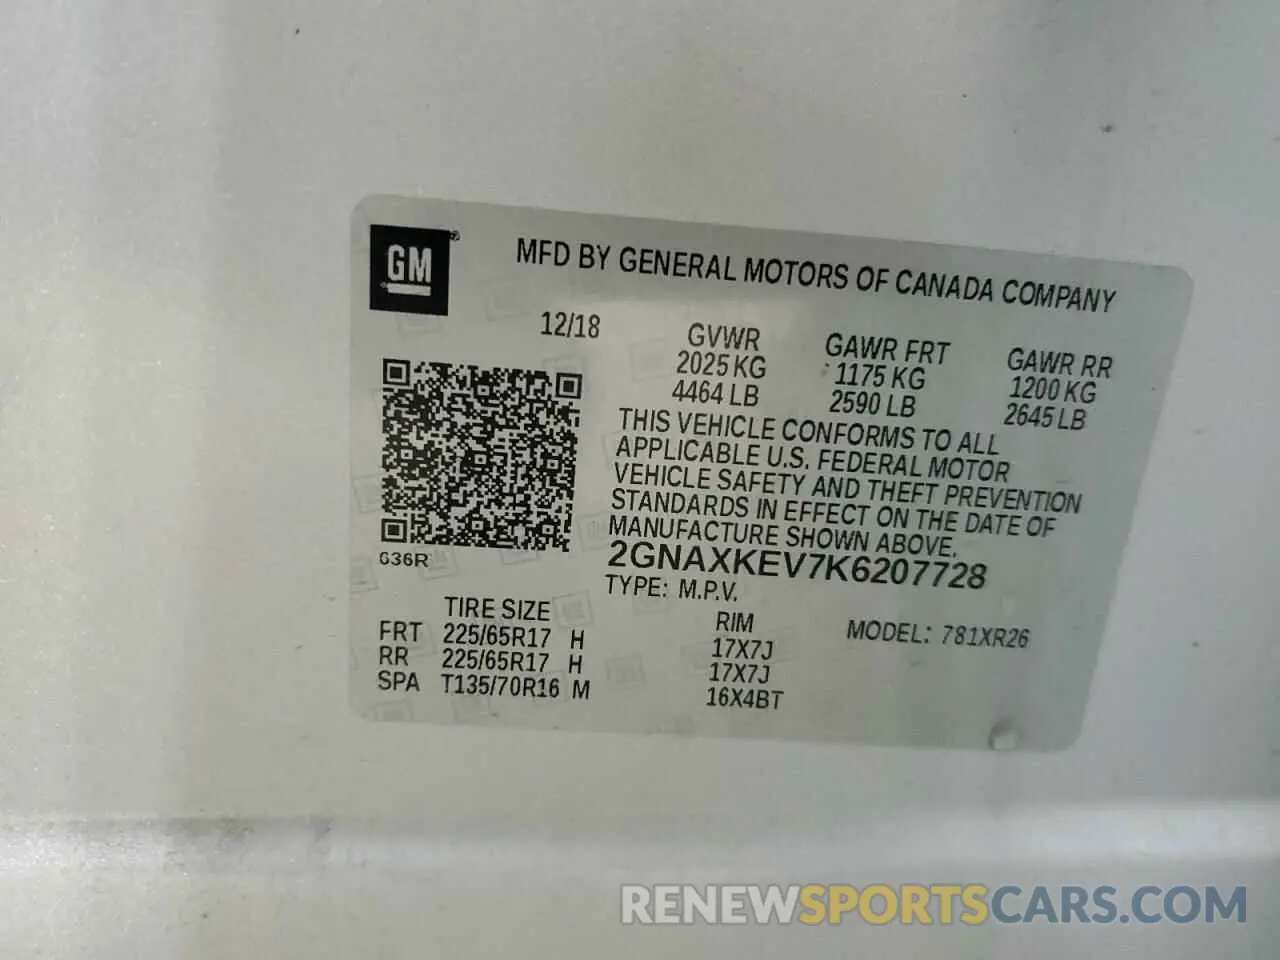 GM
MFD BY GENERAL MOTORS OF CANADA COMPANY
12/18 GVWR GAWR FRT GAWR RR
2025 KG 1175 KG 1200 KG
4464 LB 2590 LB 2645 LB
THIS VEHICLE CONFORMS TO ALL
APPLICABLE U.S. FEDERAL MOTOR
VEHICLE SAFETY AND THEFT PREVENTION
STANDARDS IN EFFECT ON THE DATE OF
MANUFACTURE SHOWN ABOVE.
G36R
2GNAXKEV7K6207728
TYPE: M.P.V.
TIRE SIZE RIM MODEL: 781XR26
FRT 225/65R17 H 17X7J
RR 225/65R17 H 17X7J
SPA T135/70R16 M 16X4BT
RENEWSPORTSCARS.COM